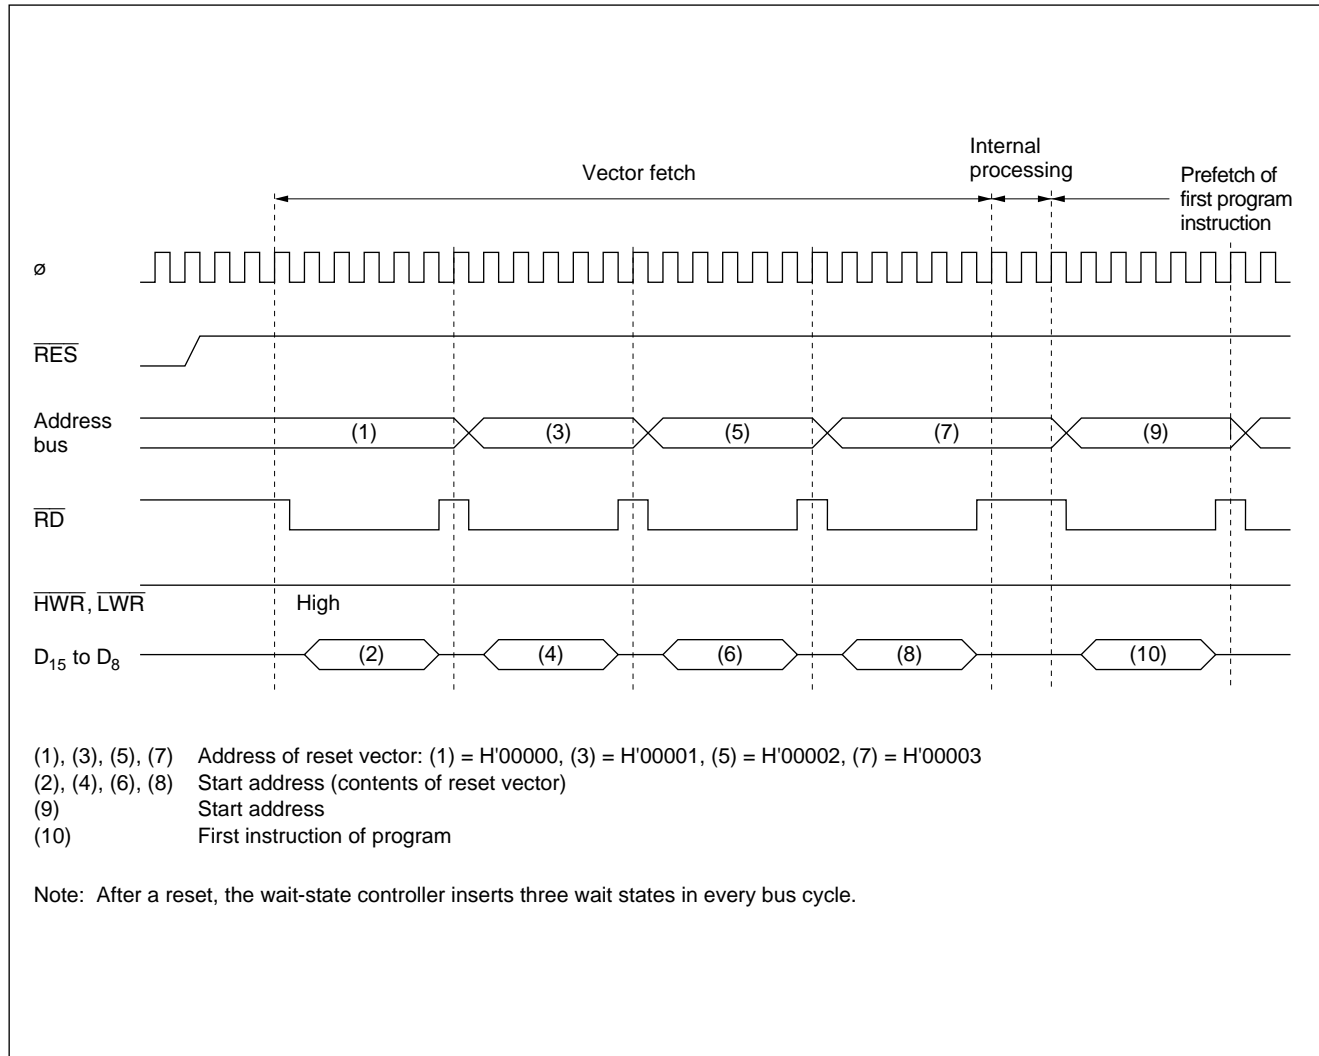 Internal
processing
Vector fetch
Prefetch of
first program
instruction
ø
RES
Address
bus
(1) (3) (5) (7) (9)
RD
HWR, LWR High
D15 to D8 (2) (4) (6) (8) (10)
(1), (3), (5), (7) Address of reset vector: (1) = H'00000, (3) = H'00001, (5) = H'00002, (7) = H'00003
(2), (4), (6), (8) Start address (contents of reset vector)
(9) Start address
(10) First instruction of program
Note: After a reset, the wait-state controller inserts three wait states in every bus cycle.